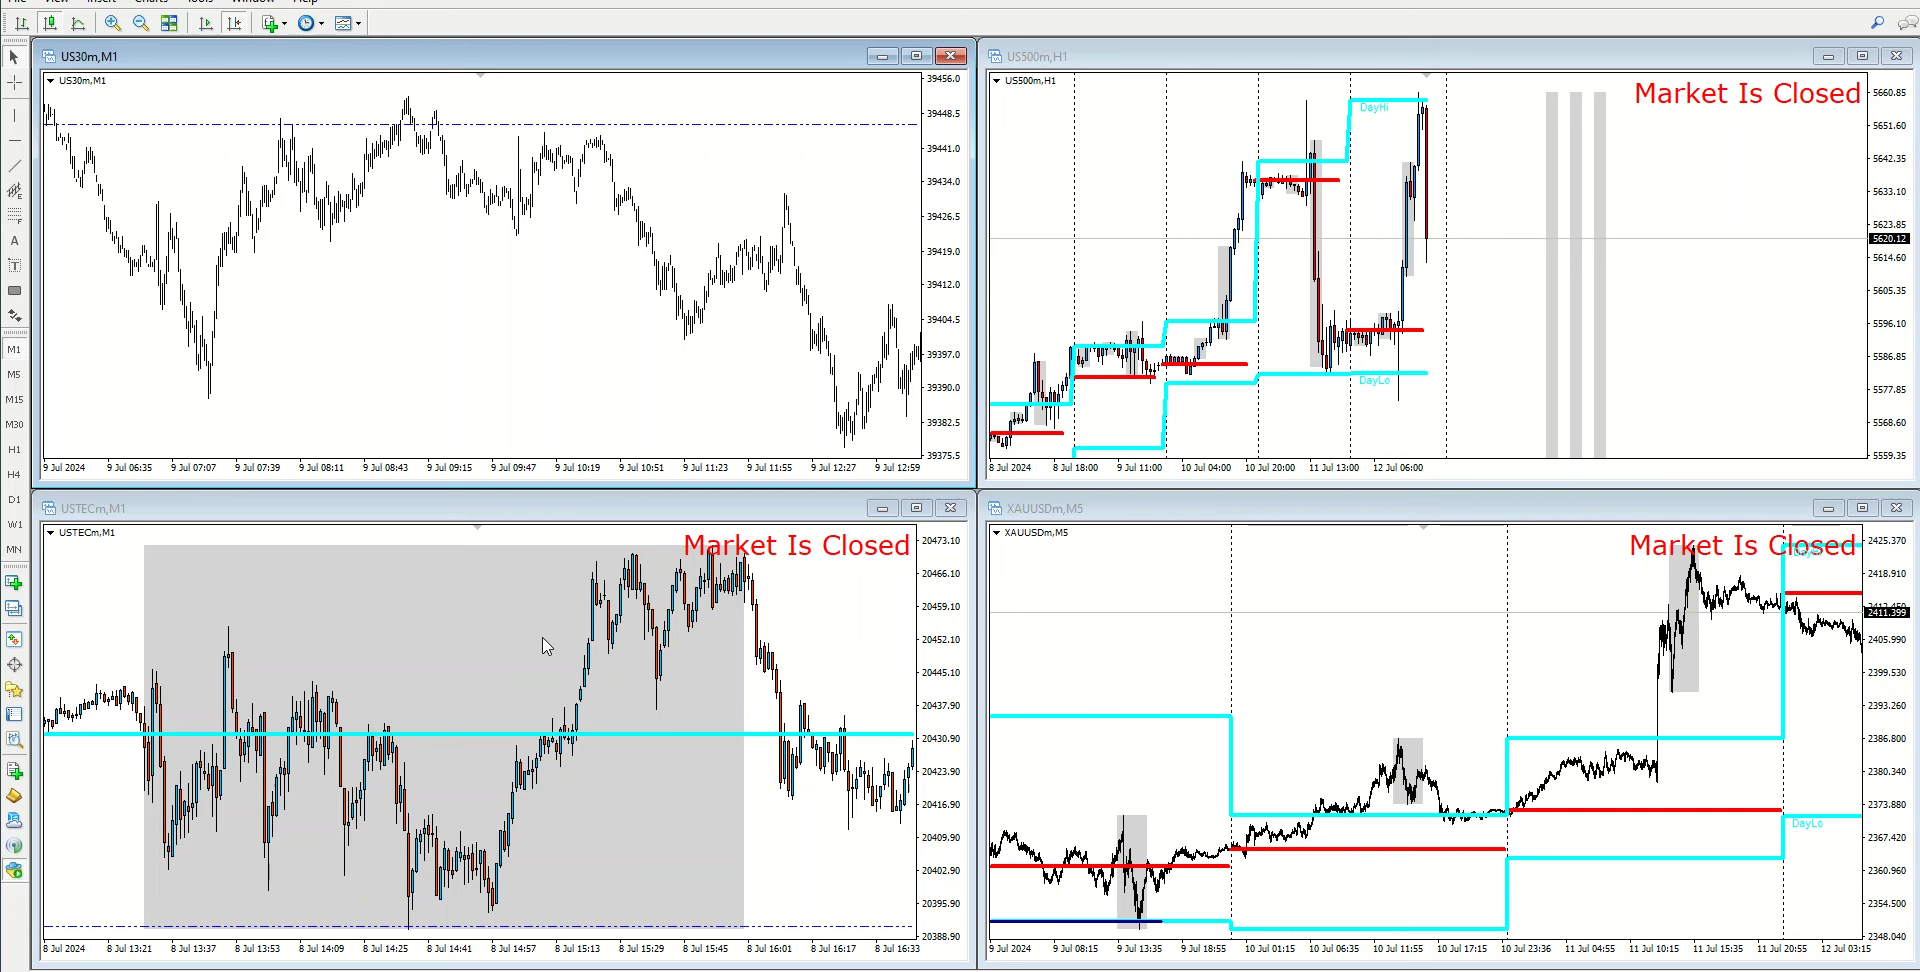 File View Insert Charts Tools Window Help
M1
M5
M15
M30
H1
H4
D1
W1
MN
US30m,M1
US30m,M1
39456.0
39448.5
39441.0
39434.0
39426.5
39419.0
39412.0
39404.5
39397.0
39390.0
39382.5
39375.5
9 Jul 2024 9 Jul 06:35 9 Jul 07:07 9 Jul 07:39 9 Jul 08:11 9 Jul 08:43 9 Jul 09:15 9 Jul 09:47 9 Jul 10:19 9 Jul 10:51 9 Jul 11:23 9 Jul 11:55 9 Jul 12:27 9 Jul 12:59
US500m,H1
US500m,H1
Market Is Closed
DayHi
DayLo
5660.85
5651.60
5642.35
5633.10
5623.85
5620.12
5614.60
5605.35
5596.10
5586.85
5577.85
5568.60
5559.35
8 Jul 2024 8 Jul 18:00 9 Jul 11:00 10 Jul 04:00 10 Jul 20:00 11 Jul 13:00 12 Jul 06:00
USTECm,M1
USTECm,M1
Market Is Closed
20473.10
20466.10
20459.10
20452.10
20445.10
20437.90
20430.90
20423.90
20416.90
20409.90
20402.90
20395.90
20388.90
8 Jul 2024 8 Jul 13:21 8 Jul 13:37 8 Jul 13:53 8 Jul 14:09 8 Jul 14:25 8 Jul 14:41 8 Jul 14:57 8 Jul 15:13 8 Jul 15:29 8 Jul 15:45 8 Jul 16:01 8 Jul 16:17 8 Jul 16:33
XAUUSDm,M5
XAUUSDm,M5
Market Is Closed
DayLo
2425.370
2418.910
2411.399
2405.990
2399.530
2393.260
2386.800
2380.340
2373.880
2367.420
2360.960
2354.500
2348.040
9 Jul 2024 9 Jul 08:15 9 Jul 13:35 9 Jul 18:55 10 Jul 01:15 10 Jul 06:35 10 Jul 11:55 10 Jul 17:15 10 Jul 23:36 11 Jul 04:55 11 Jul 10:15 11 Jul 15:35 11 Jul 20:55 12 Jul 03:15